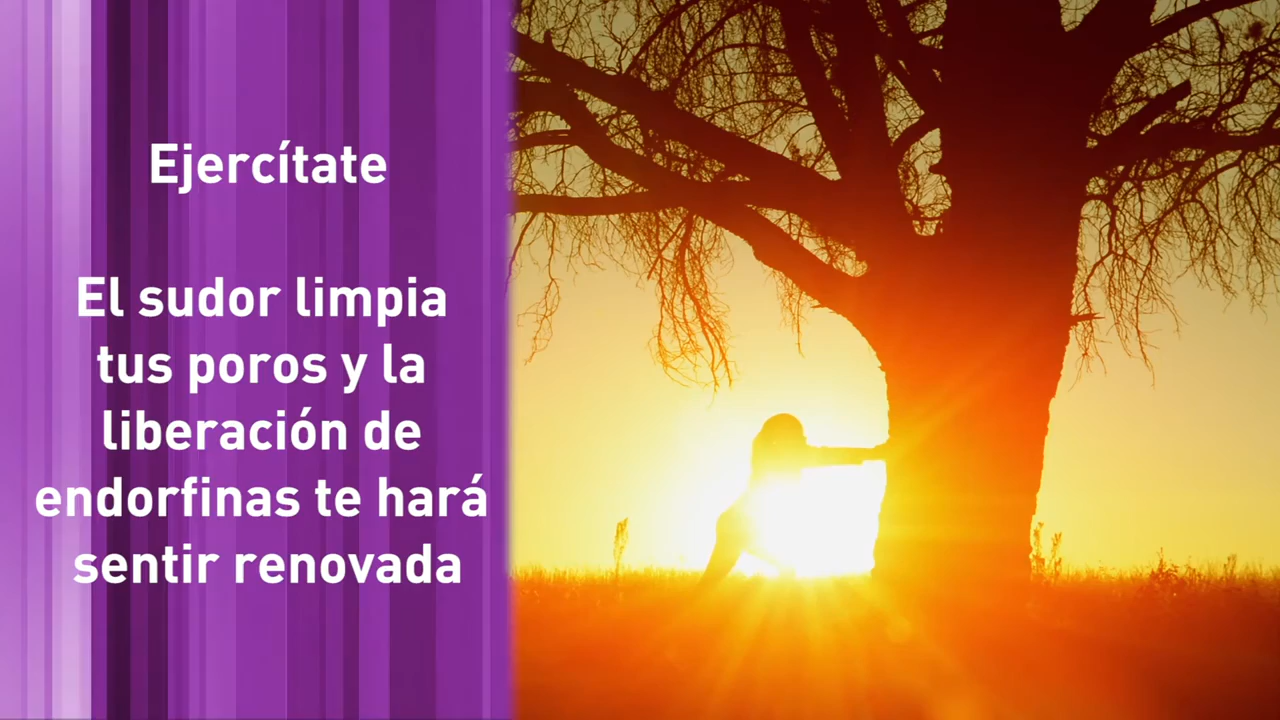 Ejercítate
El sudor limpia
tus poros y la
liberación de
endorfinas te hará
sentir renovada